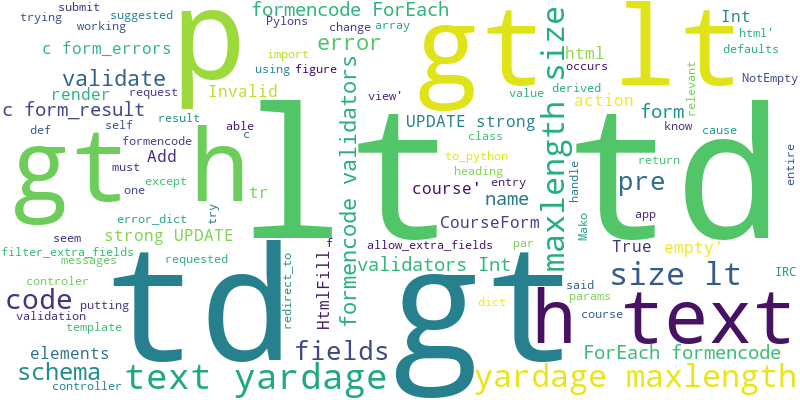 trying
submit
suggested
working
p
formencode ForEach
Pylons
change
array
gt lt
Int
html'
c form_errors
error
import
defaults
validate
html
occurs
render
Invalid
using
figure
relevant
NotEmpty
c form_result
request
result
formencode validators
view'
value
derived
action
form
maxlength size
gt
h
lt
td
def
self
able
c
UPDATE strong
know
cause
formencode
class
Add
must
to_python
return
entire
except
heading
handle
pre
one
tr
course'
entry
name
try
error_dict
CourseForm
Mako
app
strong UPDATE
seem
f
allow_extra_fields
par
True
empty'
filter_extra_fields
messages
requested
redirect_to
HtmlFill
validators Int
size lt
IRC
controler
td
gt
said
code
putting
dict
params
h
text
validation
template
course
elements
fields
ForEach formencode
schema
controller
text yardage
yardage maxlength